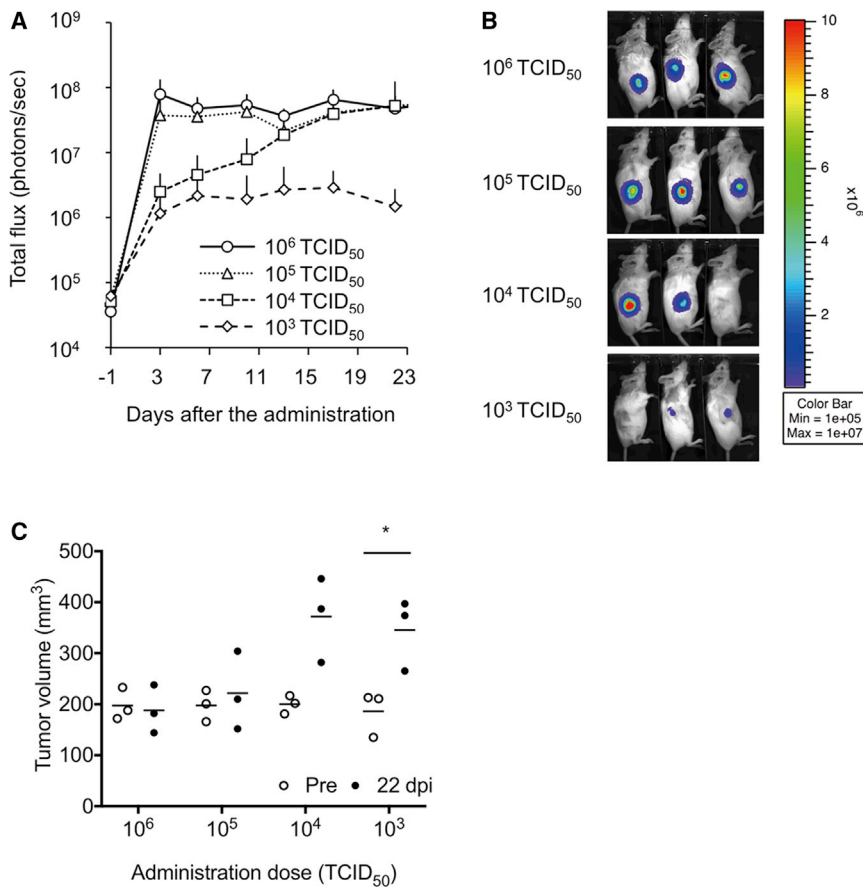 A
10⁹
10⁸
10⁷
10⁶
10⁵
10⁴
Total flux (photons/sec)
10⁶ TCID₅₀
10⁵ TCID₅₀
10⁴ TCID₅₀
10³ TCID₅₀
-1 3 7 11 15 19 23
Days after the administration
B
10⁶ TCID₅₀
10⁵ TCID₅₀
10⁴ TCID₅₀
10³ TCID₅₀
10
8
6
4
2
x10⁶
Color Bar
Min = 1e+05
Max = 1e+07
C
*
500
400
300
200
100
0
Tumor volume (mm³)
Pre 22 dpi
10⁶ 10⁵ 10⁴ 10³
Administration dose (TCID₅₀)